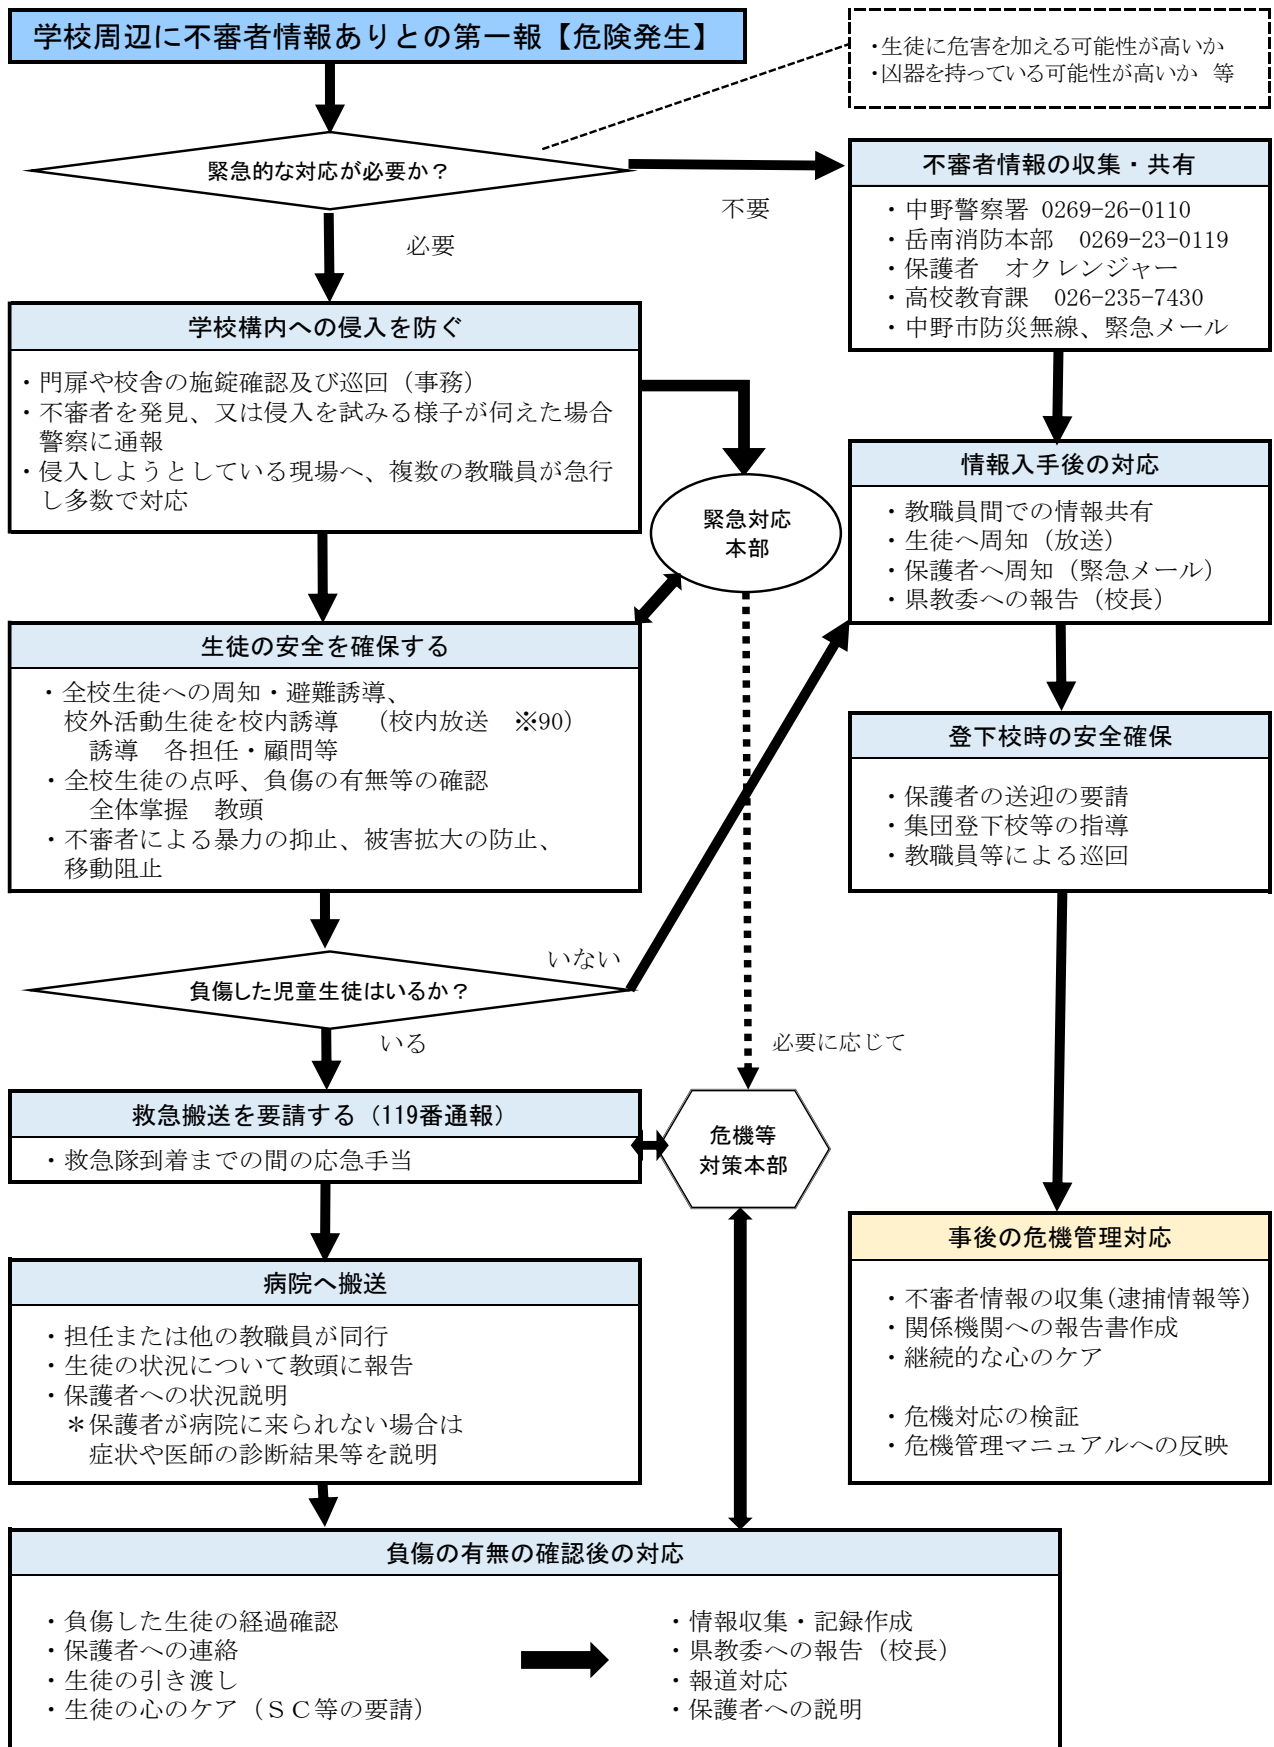 学校周辺に不審者情報ありとの第一報【危険発生】
・生徒に危害を加える可能性が高いか
・凶器を持っている可能性が高いか 等
緊急的な対応が必要か？
不要
必要
不審者情報の収集・共有
・中野警察署 0269-26-0110
・岳南消防本部 0269-23-0119
・保護者 オクレンジャー
・高校教育課 026-235-7430
・中野市防災無線、緊急メール
学校構内への侵入を防ぐ
・門扉や校舎の施錠確認及び巡回（事務）
・不審者を発見、又は侵入を試みる様子が伺えた場合
警察に通報
・侵入しようとしている現場へ、複数の教職員が急行
し多数で対応
緊急対応
本部
情報入手後の対応
・教職員間での情報共有
・生徒へ周知（放送）
・保護者へ周知（緊急メール）
・県教委への報告（校長）
生徒の安全を確保する
・全校生徒への周知・避難誘導、
校外活動生徒を校内誘導 （校内放送 ※90）
誘導 各担任・顧問等
・全校生徒の点呼、負傷の有無等の確認
全体掌握 教頭
・不審者による暴力の抑止、被害拡大の防止、
移動阻止
登下校時の安全確保
・保護者の送迎の要請
・集団登下校等の指導
・教職員等による巡回
負傷した児童生徒はいるか？
いない
いる
必要に応じて
救急搬送を要請する（119番通報）
・救急隊到着までの間の応急手当
危機等
対策本部
病院へ搬送
・担任または他の教職員が同行
・生徒の状況について教頭に報告
・保護者への状況説明
＊保護者が病院に来られない場合は
症状や医師の診断結果等を説明
事後の危機管理対応
・不審者情報の収集(逮捕情報等)
・関係機関への報告書作成
・継続的な心のケア
・危機対応の検証
・危機管理マニュアルへの反映
負傷の有無の確認後の対応
・負傷した生徒の経過確認
・保護者への連絡
・生徒の引き渡し
・生徒の心のケア（ＳＣ等の要請）
・情報収集・記録作成
・県教委への報告（校長）
・報道対応
・保護者への説明